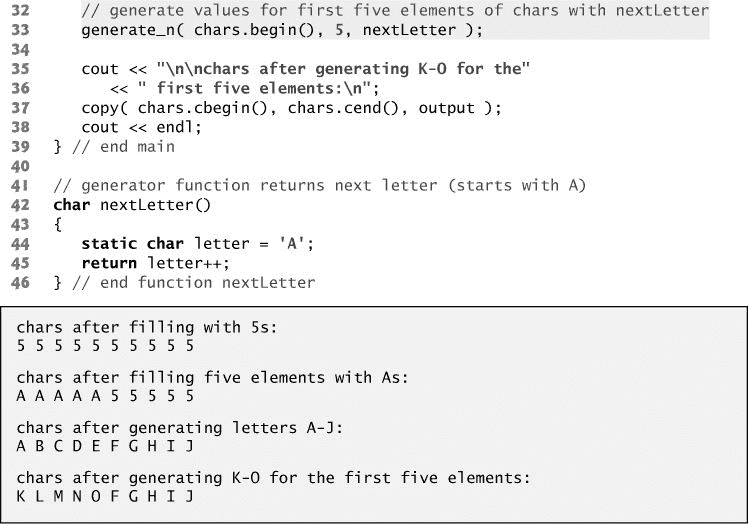 32 // generate values for first five elements of chars with nextLetter
33 generate_n( chars.begin(), 5, nextLetter );
34
35 cout << "\n\nchars after generating K-O for the"
36 << " first five elements:\n";
37 copy( chars.cbegin(), chars.cend(), output );
38 cout << endl;
39 } // end main
40
41 // generator function returns next letter (starts with A)
42 char nextLetter()
43 {
44 static char letter = 'A';
45 return letter++;
46 } // end function nextLetter
chars after filling with 5s:
5 5 5 5 5 5 5 5 5 5
chars after filling five elements with As:
A A A A A 5 5 5 5 5
chars after generating letters A-J:
A B C D E F G H I J
chars after generating K-O for the first five elements:
K L M N O F G H I J